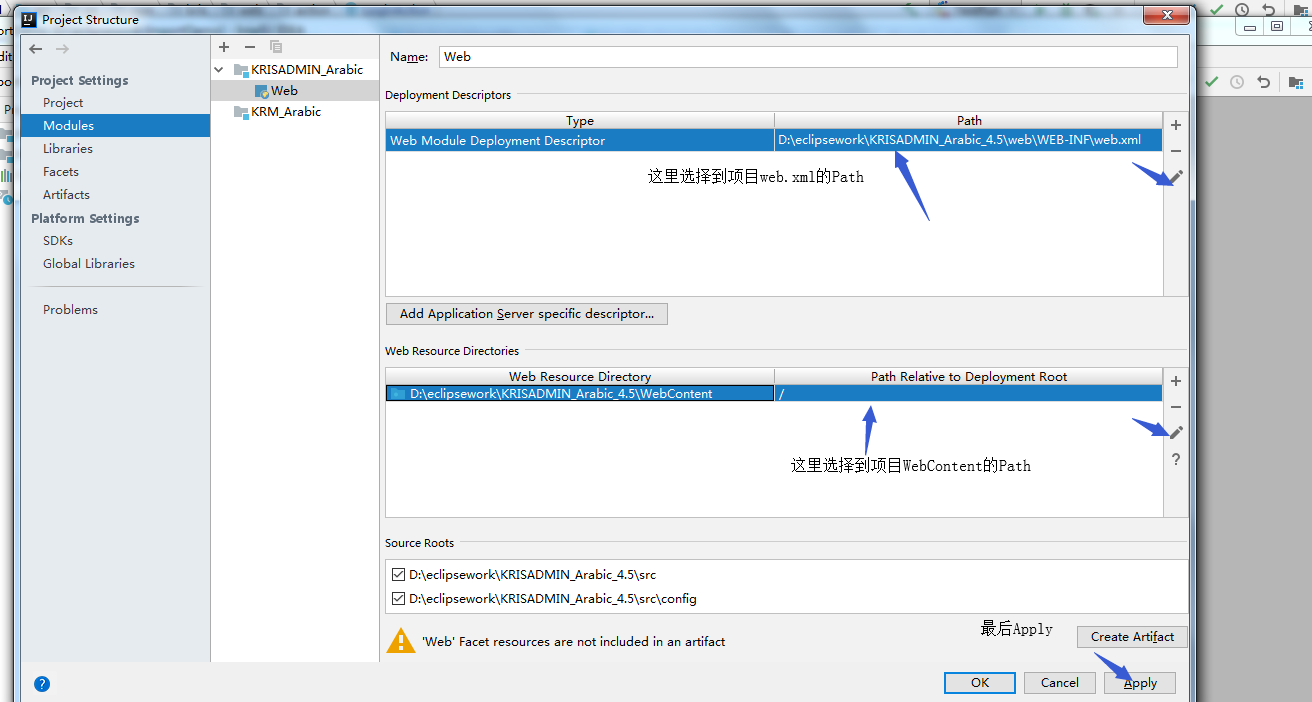 Project Structure
Project Settings
Project
Modules
Libraries
Facets
Artifacts
Platform Settings
SDKs
Global Libraries
Problems
KRISADMIN_Arabic
Web
KRM_Arabic
Name: Web
Deployment Descriptors
Type Path
Web Module Deployment Descriptor D:\eclipsework\KRISADMIN_Arabic_4.5\web\WEB-INF\web.xml
这里选择到项目web.xml的Path
Add Application Server specific descriptor...
Web Resource Directories
Web Resource Directory Path Relative to Deployment Root
D:\eclipsework\KRISADMIN_Arabic_4.5\WebContent /
这里选择到项目WebContent的Path
Source Roots
D:\eclipsework\KRISADMIN_Arabic_4.5\src
D:\eclipsework\KRISADMIN_Arabic_4.5\src\config
'Web' Facet resources are not included in an artifact
最后Apply
Create Artifact
OK Cancel Apply